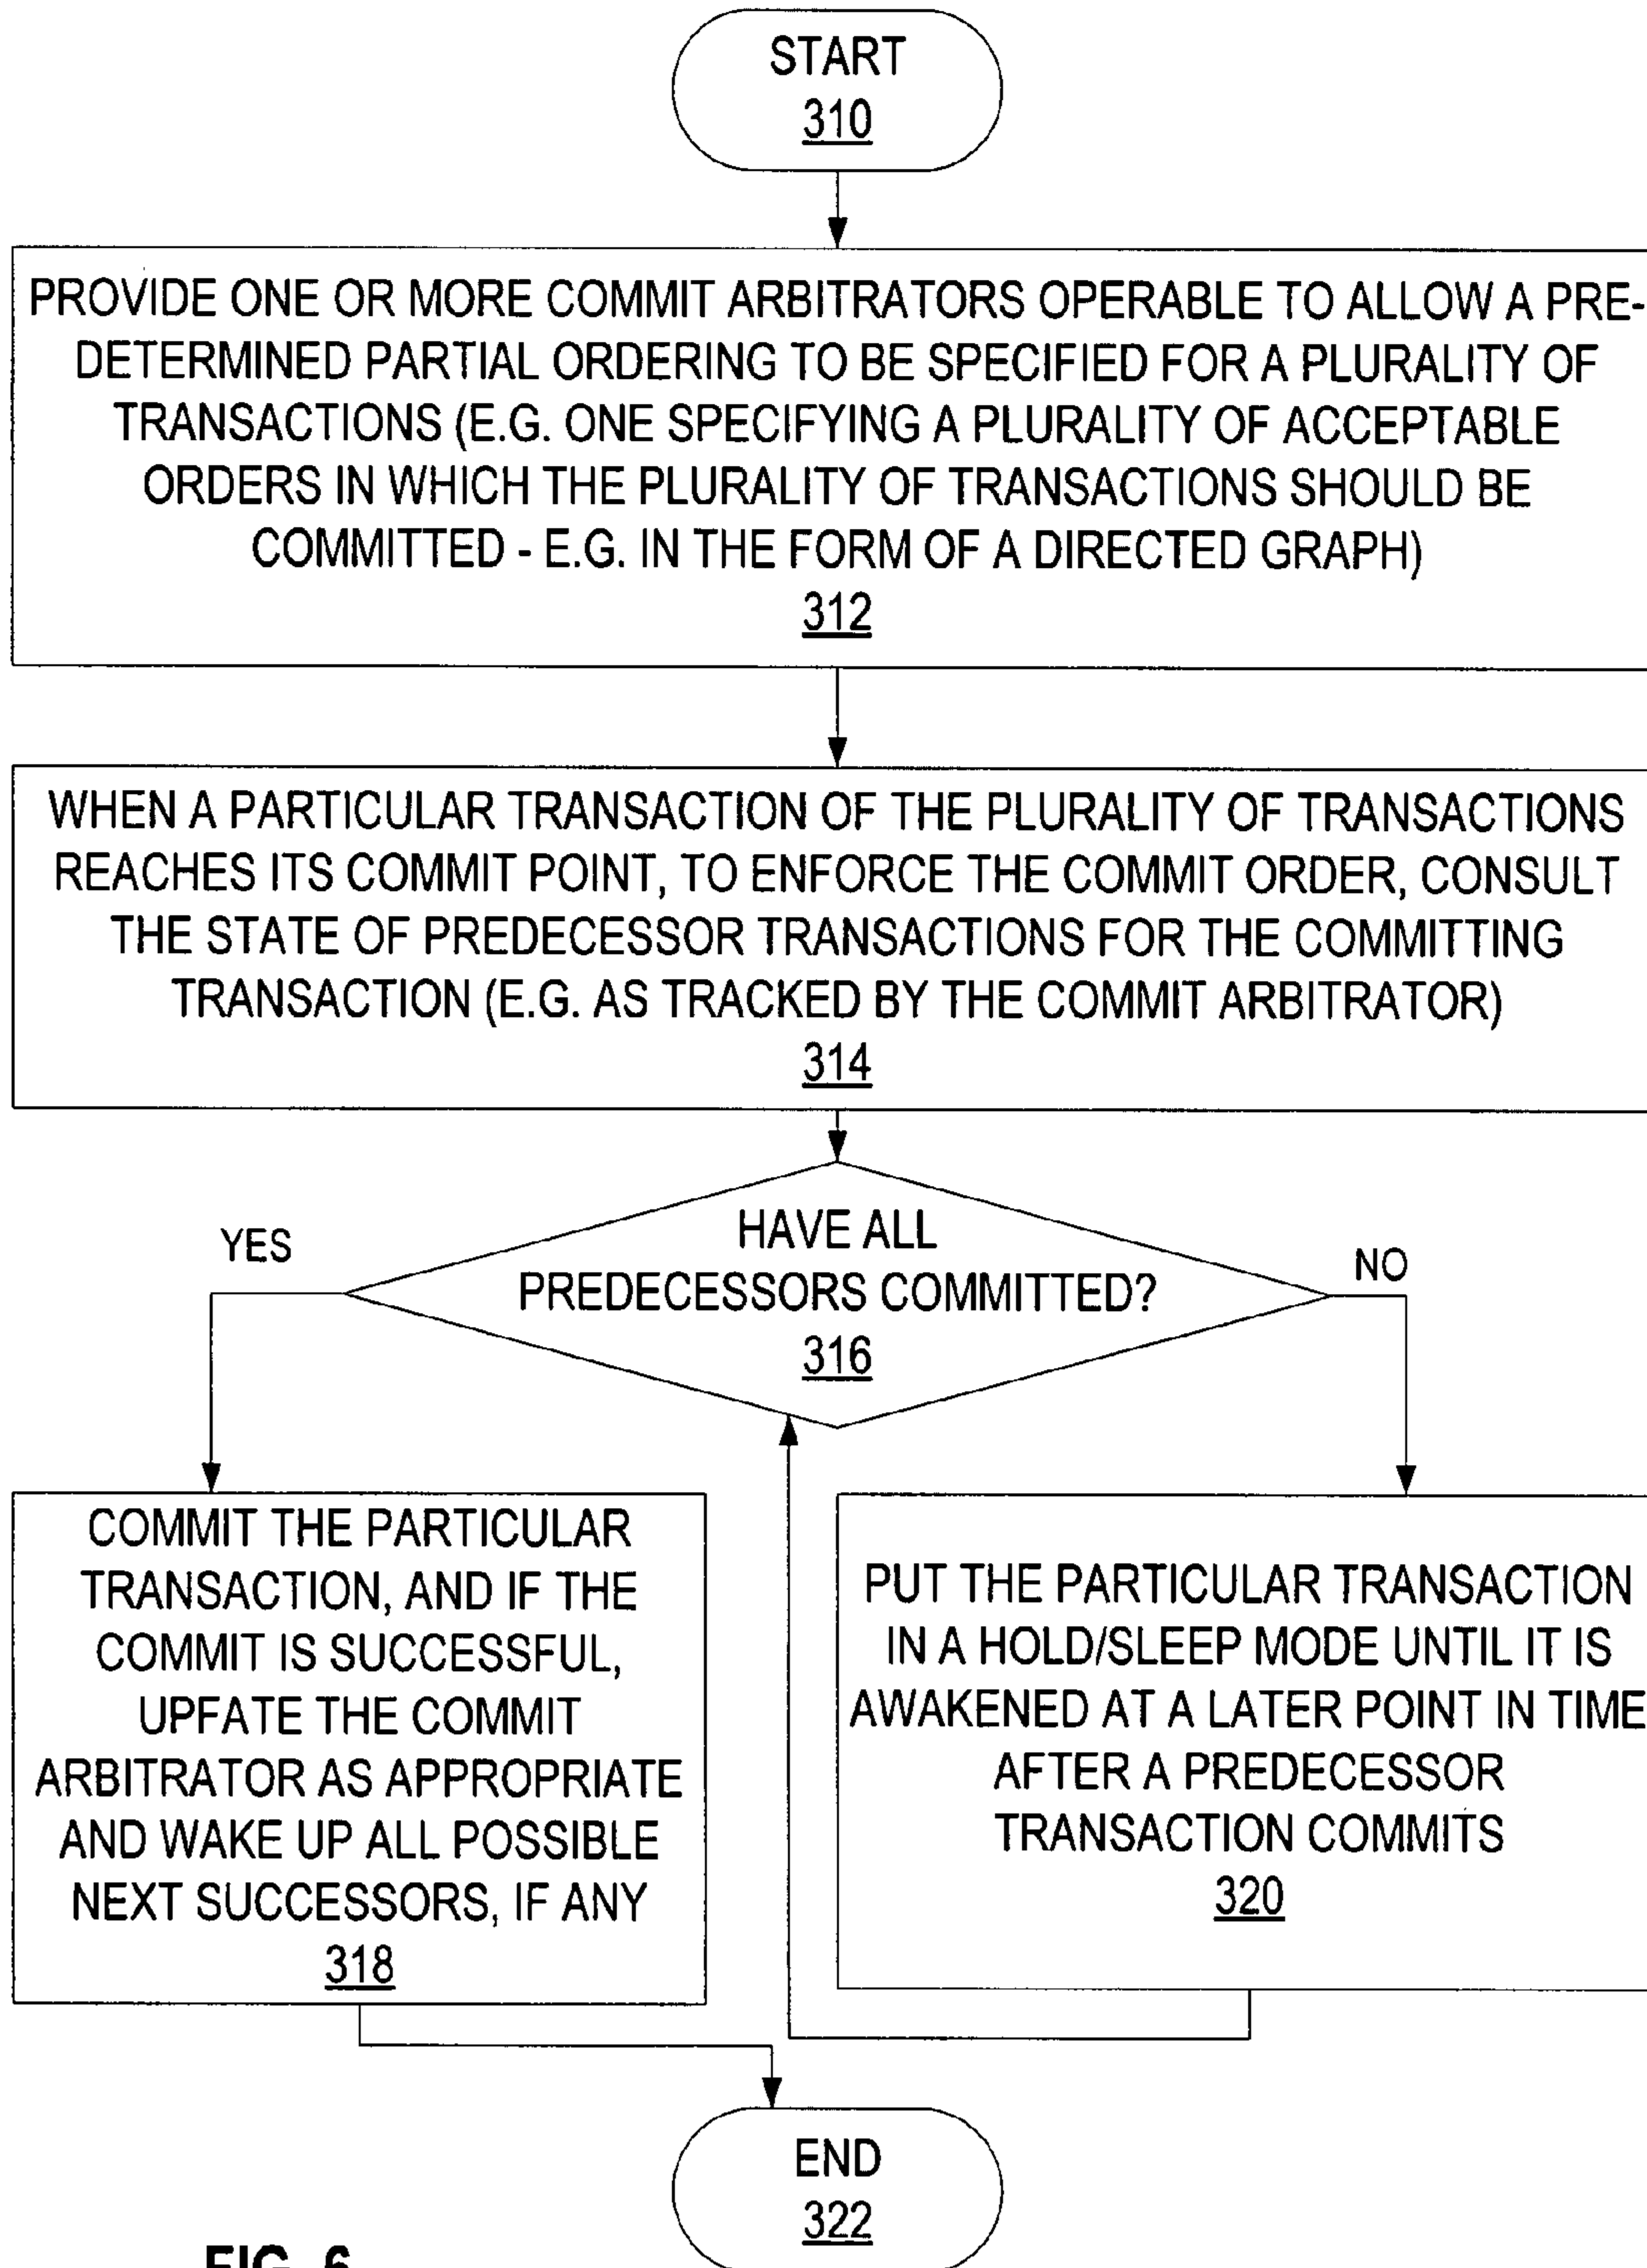 START
310
PROVIDE ONE OR MORE COMMIT ARBITRATORS OPERABLE TO ALLOW A PRE-
DETERMINED PARTIAL ORDERING TO BE SPECIFIED FOR A PLURALITY OF
TRANSACTIONS (E.G. ONE SPECIFYING A PLURALITY OF ACCEPTABLE
ORDERS IN WHICH THE PLURALITY OF TRANSACTIONS SHOULD BE
COMMITTED - E.G. IN THE FORM OF A DIRECTED GRAPH)
312
WHEN A PARTICULAR TRANSACTION OF THE PLURALITY OF TRANSACTIONS
REACHES ITS COMMIT POINT, TO ENFORCE THE COMMIT ORDER, CONSULT
THE STATE OF PREDECESSOR TRANSACTIONS FOR THE COMMITTING
TRANSACTION (E.G. AS TRACKED BY THE COMMIT ARBITRATOR)
314
HAVE ALL
PREDECESSORS COMMITTED?
316
YES
NO
COMMIT THE PARTICULAR
TRANSACTION, AND IF THE
COMMIT IS SUCCESSFUL,
UPFATE THE COMMIT
ARBITRATOR AS APPROPRIATE
AND WAKE UP ALL POSSIBLE
NEXT SUCCESSORS, IF ANY
318
PUT THE PARTICULAR TRANSACTION
IN A HOLD/SLEEP MODE UNTIL IT IS
AWAKENED AT A LATER POINT IN TIME
AFTER A PREDECESSOR
TRANSACTION COMMITS
320
END
322
FIG. 6